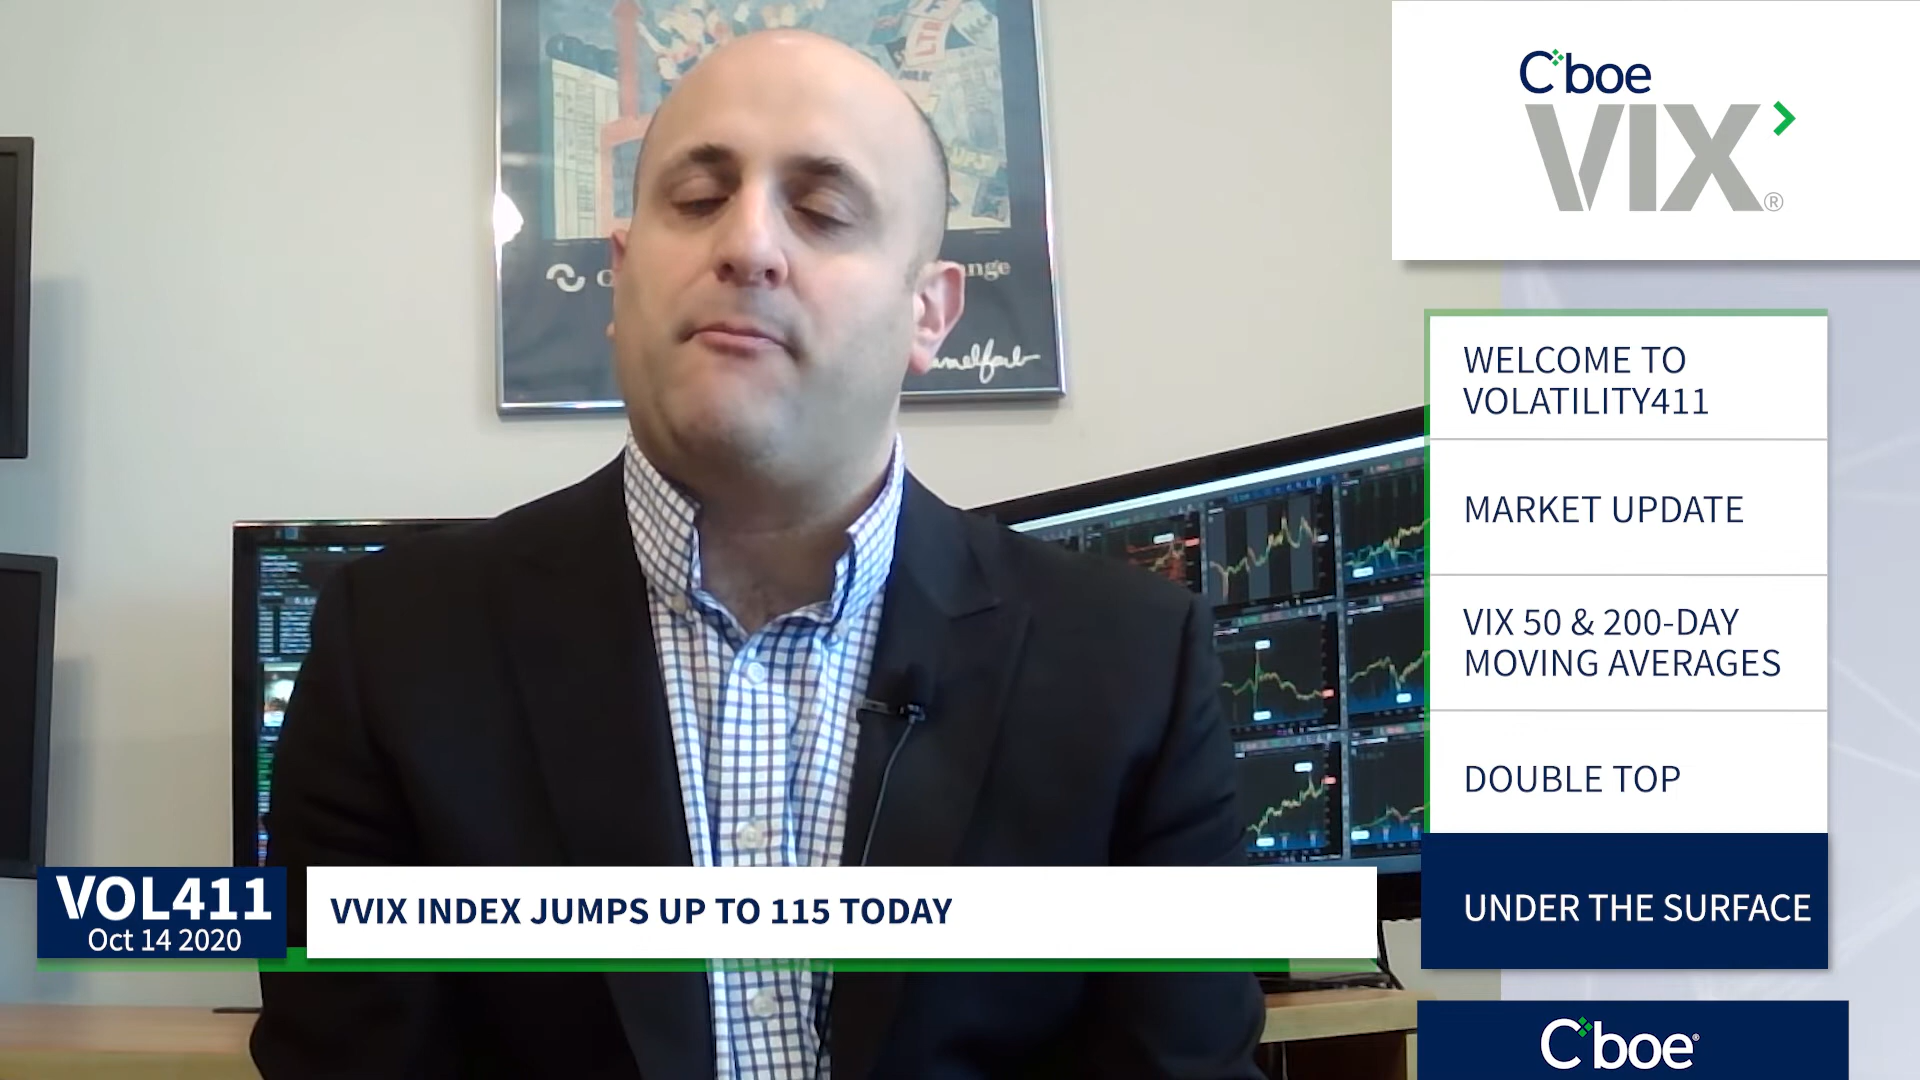 Cboe
VIX®
WELCOME TO
VOLATILITY411
MARKET UPDATE
VIX 50 & 200-DAY
MOVING AVERAGES
DOUBLE TOP
UNDER THE SURFACE
VOL411
Oct 14 2020
VVIX INDEX JUMPS UP TO 115 TODAY
Cboe®